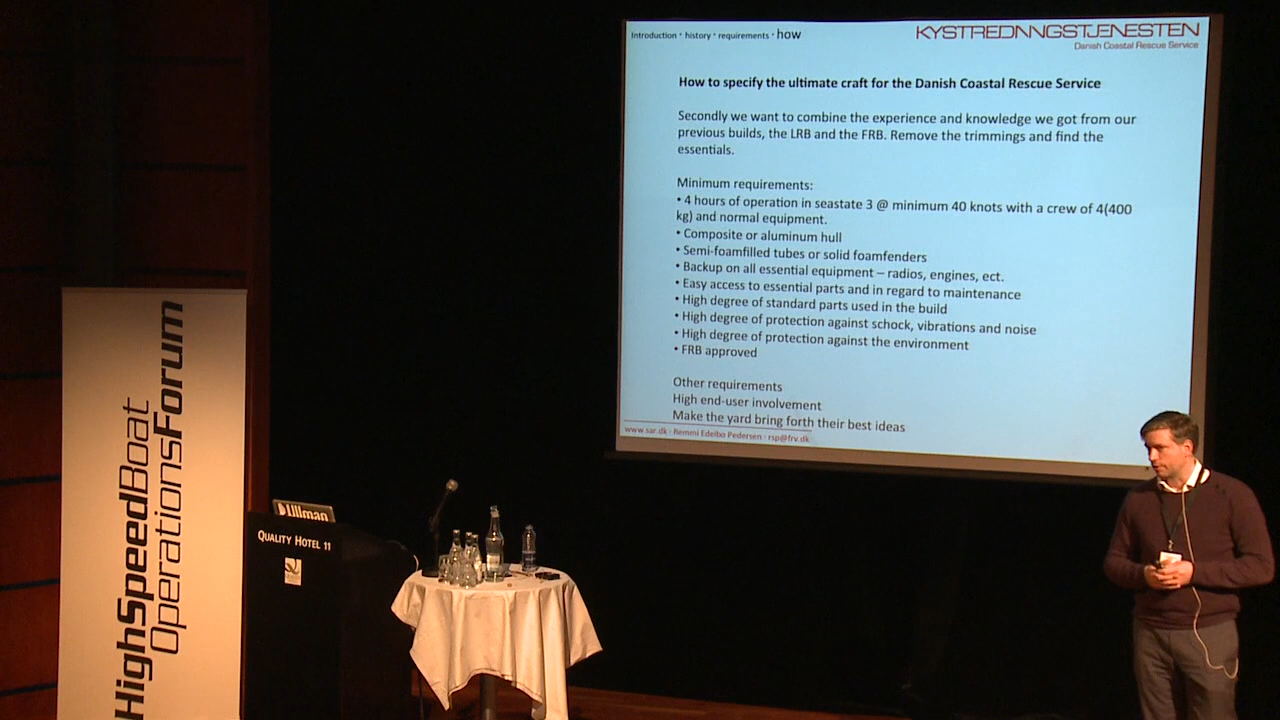 Introduction • history • requirements • how
KYSTREDNINGSTJENESTEN
Danish Coastal Rescue Service
How to specify the ultimate craft for the Danish Coastal Rescue Service
Secondly we want to combine the experience and knowledge we got from our
previous builds, the LRB and the FRB. Remove the trimmings and find the
essentials.
Minimum requirements:
• 4 hours of operation in seastate 3 @ minimum 40 knots with a crew of 4(400
kg) and normal equipment.
• Composite or aluminum hull
• Semi-foamfilled tubes or solid foamfenders
• Backup on all essential equipment – radios, engines, ect.
• Easy access to essential parts and in regard to maintenance
• High degree of standard parts used in the build
• High degree of protection against schock, vibrations and noise
• High degree of protection against the environment
• FRB approved
Other requirements
High end-user involvement
Make the yard bring forth their best ideas
www.sar.dk - Remmi Edelbo Pedersen - rsp@frv.dk
HighSpeedBoat
OperationsForum
Ullman
QUALITY HOTEL 11